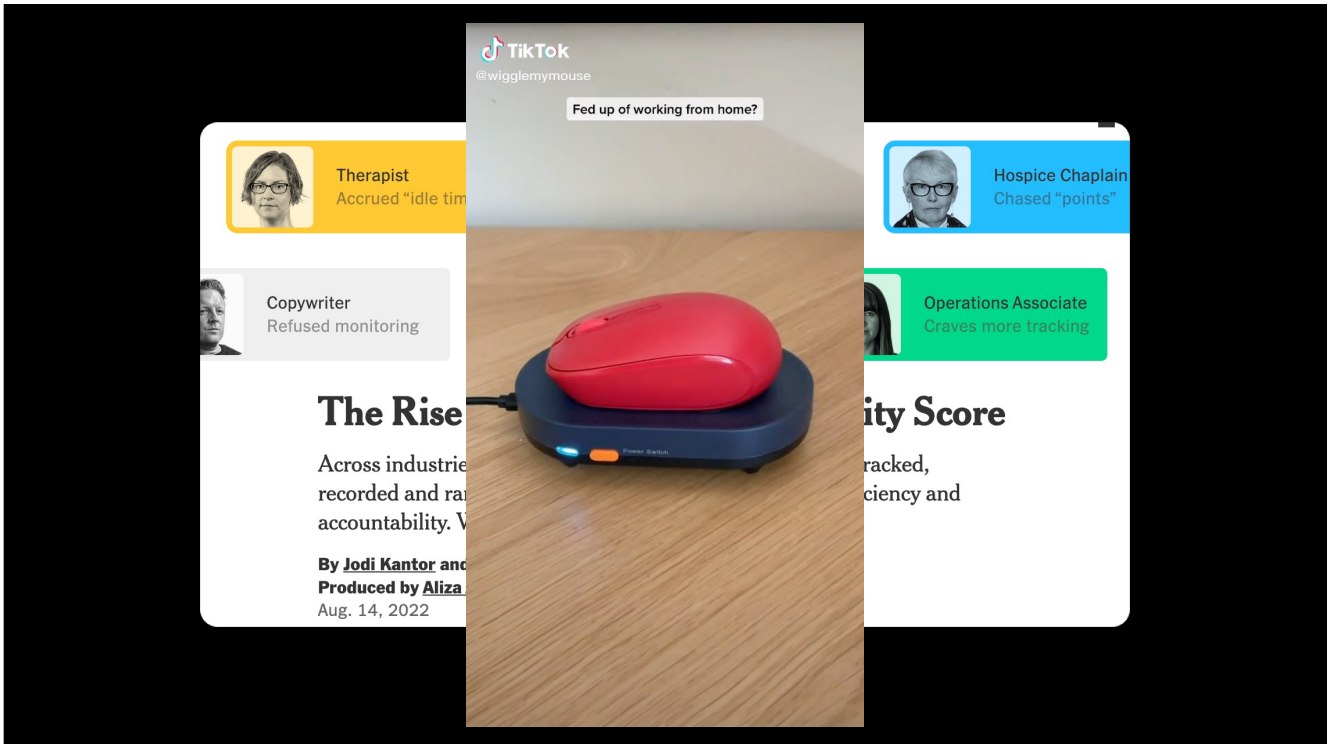 TikTok
@wigglemymouse
Fed up of working from home?
Therapist
Accrued “idle tim
Hospice Chaplain
Chased “points”
Copywriter
Refused monitoring
Operations Associate
Craves more tracking
The Rise
ity Score
Across industrie
racked,
recorded and ra
ciency and
accountability.
By Jodi Kantor and
Produced by Aliza
Aug. 14, 2022
Power Switch